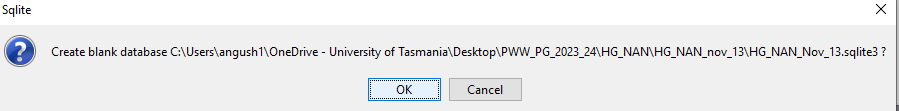 Sqlite
Create blank database C:\Users\angush1\OneDrive - University of Tasmania\Desktop\PWW_PG_2023_24\HG_NAN\HG_NAN_nov_13\HG_NAN_Nov_13.sqlite3 ?
OK
Cancel